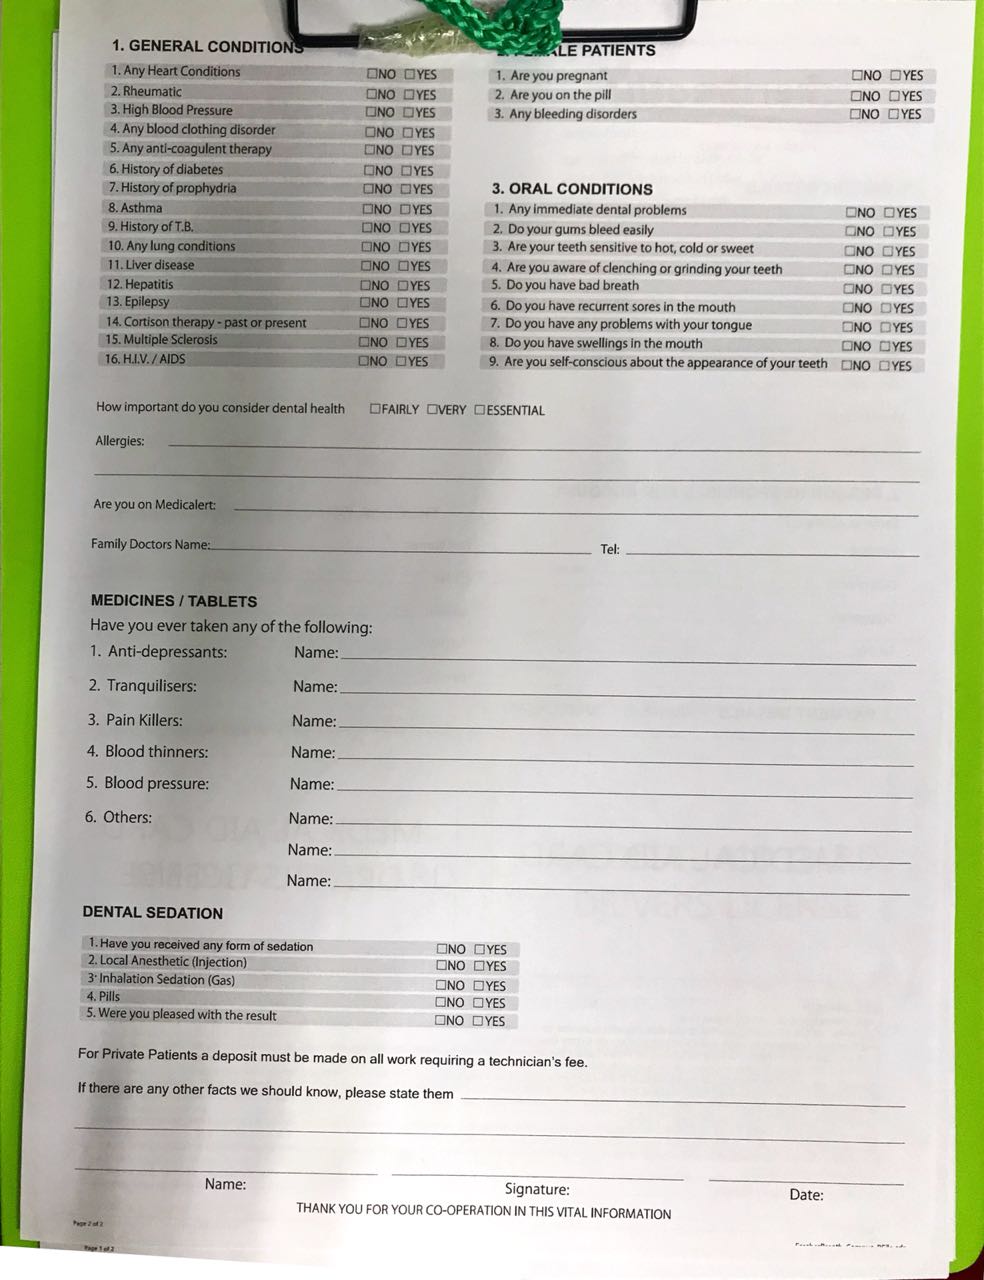 1. GENERAL CONDITIONS
1. Any Heart Conditions ☐NO ☐YES
2. Rheumatic ☐NO ☐YES
3. High Blood Pressure ☐NO ☐YES
4. Any blood clothing disorder ☐NO ☐YES
5. Any anti-coagulent therapy ☐NO ☐YES
6. History of diabetes ☐NO ☐YES
7. History of prophydria ☐NO ☐YES
8. Asthma ☐NO ☐YES
9. History of T.B. ☐NO ☐YES
10. Any lung conditions ☐NO ☐YES
11. Liver disease ☐NO ☐YES
12. Hepatitis ☐NO ☐YES
13. Epilepsy ☐NO ☐YES
14. Cortison therapy - past or present ☐NO ☐YES
15. Multiple Sclerosis ☐NO ☐YES
16. H.I.V. / AIDS ☐NO ☐YES
PATIENTS
1. Are you pregnant ☐NO ☐YES
2. Are you on the pill ☐NO ☐YES
3. Any bleeding disorders ☐NO ☐YES
3. ORAL CONDITIONS
1. Any immediate dental problems ☐NO ☐YES
2. Do your gums bleed easily ☐NO ☐YES
3. Are your teeth sensitive to hot, cold or sweet ☐NO ☐YES
4. Are you aware of clenching or grinding your teeth ☐NO ☐YES
5. Do you have bad breath ☐NO ☐YES
6. Do you have recurrent sores in the mouth ☐NO ☐YES
7. Do you have any problems with your tongue ☐NO ☐YES
8. Do you have swellings in the mouth ☐NO ☐YES
9. Are you self-conscious about the appearance of your teeth ☐NO ☐YES
How important do you consider dental health ☐FAIRLY ☐VERY ☐ESSENTIAL
Allergies:
Are you on Medicalert:
Family Doctors Name: Tel:
MEDICINES / TABLETS
Have you ever taken any of the following:
1. Anti-depressants: Name:
2. Tranquilisers: Name:
3. Pain Killers: Name:
4. Blood thinners: Name:
5. Blood pressure: Name:
6. Others: Name:
Name:
Name:
DENTAL SEDATION
1. Have you received any form of sedation ☐NO ☐YES
2. Local Anesthetic (Injection) ☐NO ☐YES
3· Inhalation Sedation (Gas) ☐NO ☐YES
4. Pills ☐NO ☐YES
5. Were you pleased with the result ☐NO ☐YES
For Private Patients a deposit must be made on all work requiring a technician's fee.
If there are any other facts we should know, please state them
Name: Signature: Date:
THANK YOU FOR YOUR CO-OPERATION IN THIS VITAL INFORMATION
Page 2 of 2
Page 1 of 2